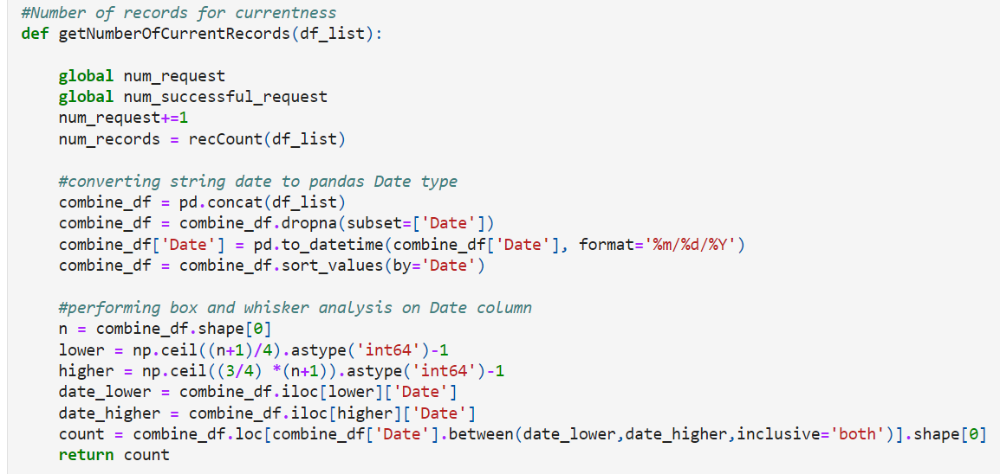 #Number of records for currentness
def getNumberOfCurrentRecords(df_list):
global num_request
global num_successful_request
num_request+=1
num_records = recCount(df_list)
#converting string date to pandas Date type
combine_df = pd.concat(df_list)
combine_df = combine_df.dropna(subset=['Date'])
combine_df['Date'] = pd.to_datetime(combine_df['Date'], format='%m/%d/%Y')
combine_df = combine_df.sort_values(by='Date')
#performing box and whisker analysis on Date column
n = combine_df.shape[0]
lower = np.ceil((n+1)/4).astype('int64')-1
higher = np.ceil((3/4) *(n+1)).astype('int64')-1
date_lower = combine_df.iloc[lower]['Date']
date_higher = combine_df.iloc[higher]['Date']
count = combine_df.loc[combine_df['Date'].between(date_lower,date_higher,inclusive='both')].shape[0]
return count